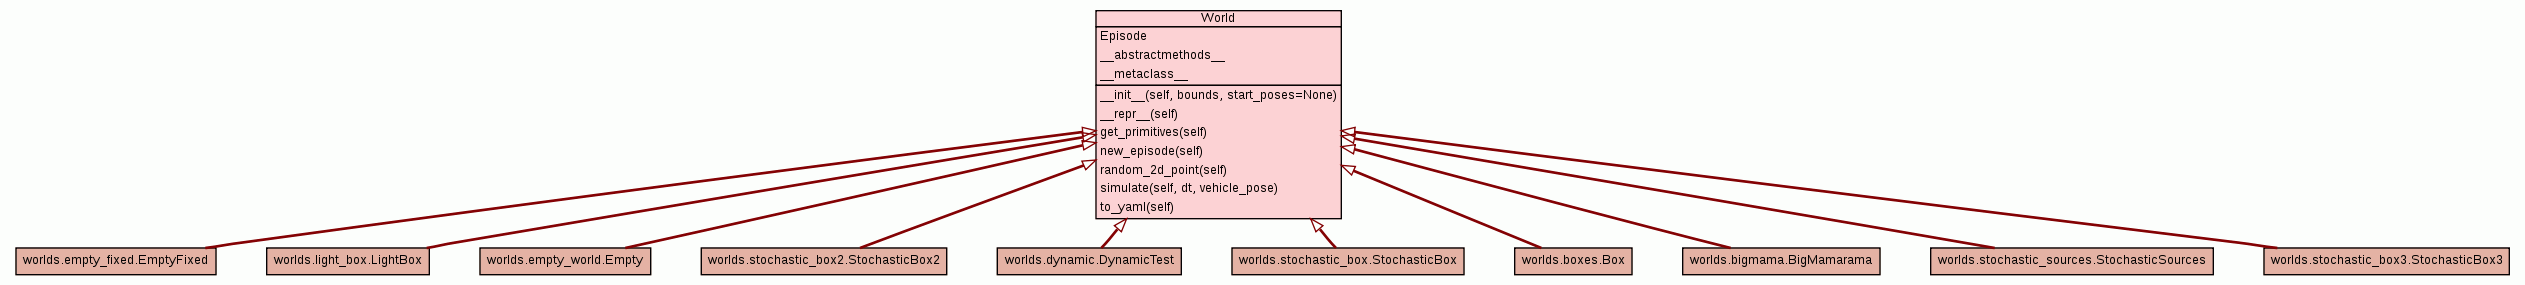 World
Episode
__abstractmethods__
__metaclass__
__init__(self, bounds, start_poses=None)
__repr__(self)
get_primitives(self)
new_episode(self)
random_2d_point(self)
simulate(self, dt, vehicle_pose)
to_yaml(self)
worlds.empty_fixed.EmptyFixed
worlds.light_box.LightBox
worlds.empty_world.Empty
worlds.stochastic_box2.StochasticBox2
worlds.dynamic.DynamicTest
worlds.stochastic_box.StochasticBox
worlds.boxes.Box
worlds.bigmama.BigMamarama
worlds.stochastic_sources.StochasticSources
worlds.stochastic_box3.StochasticBox3